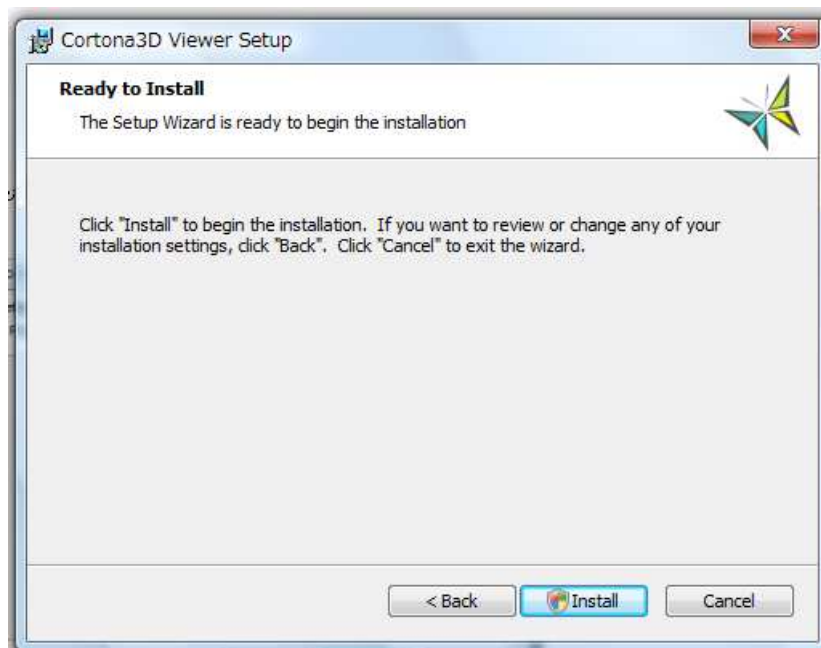 Cortona3D Viewer Setup
Ready to Install
The Setup Wizard is ready to begin the installation
Click "Install" to begin the installation.  If you want to review or change any of your
installation settings, click "Back".  Click "Cancel" to exit the wizard.
< Back Install Cancel